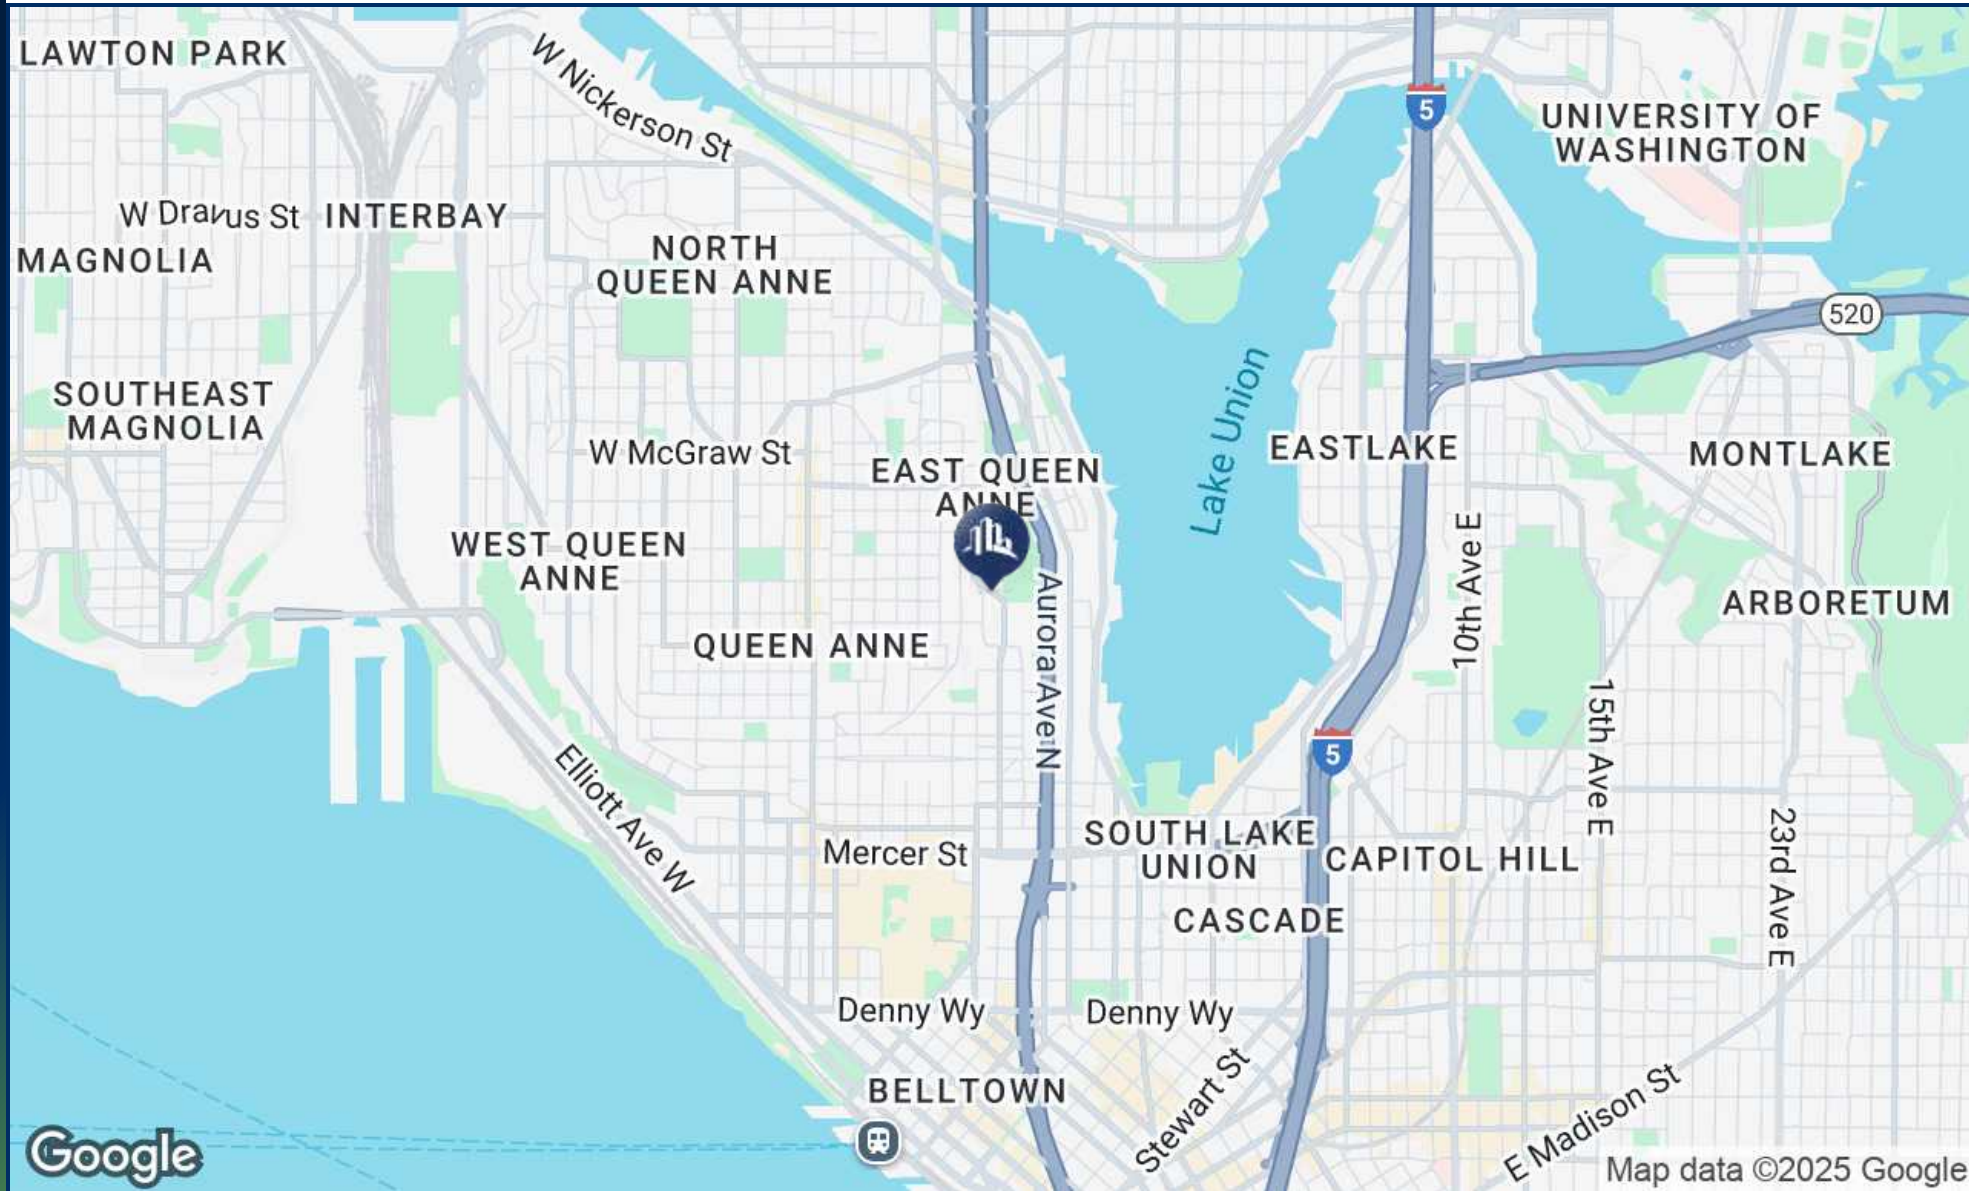 LAWTON PARK
W Nickerson St
5
UNIVERSITY OF
WASHINGTON
W Dravus St
INTERBAY
MAGNOLIA
NORTH
QUEEN ANNE
520
SOUTHEAST
MAGNOLIA
Lake Union
W McGraw St
EAST QUEEN
ANNE
EASTLAKE
MONTLAKE
WEST QUEEN
ANNE
10th Ave E
ARBORETUM
Aurora Ave N
QUEEN ANNE
15th Ave E
5
Elliott Ave W
Mercer St
SOUTH LAKE
UNION
CAPITOL HILL
23rd Ave E
CASCADE
Denny Wy
Denny Wy
BELLTOWN
Stewart St
E Madison St
Google
Map data ©2025 Google